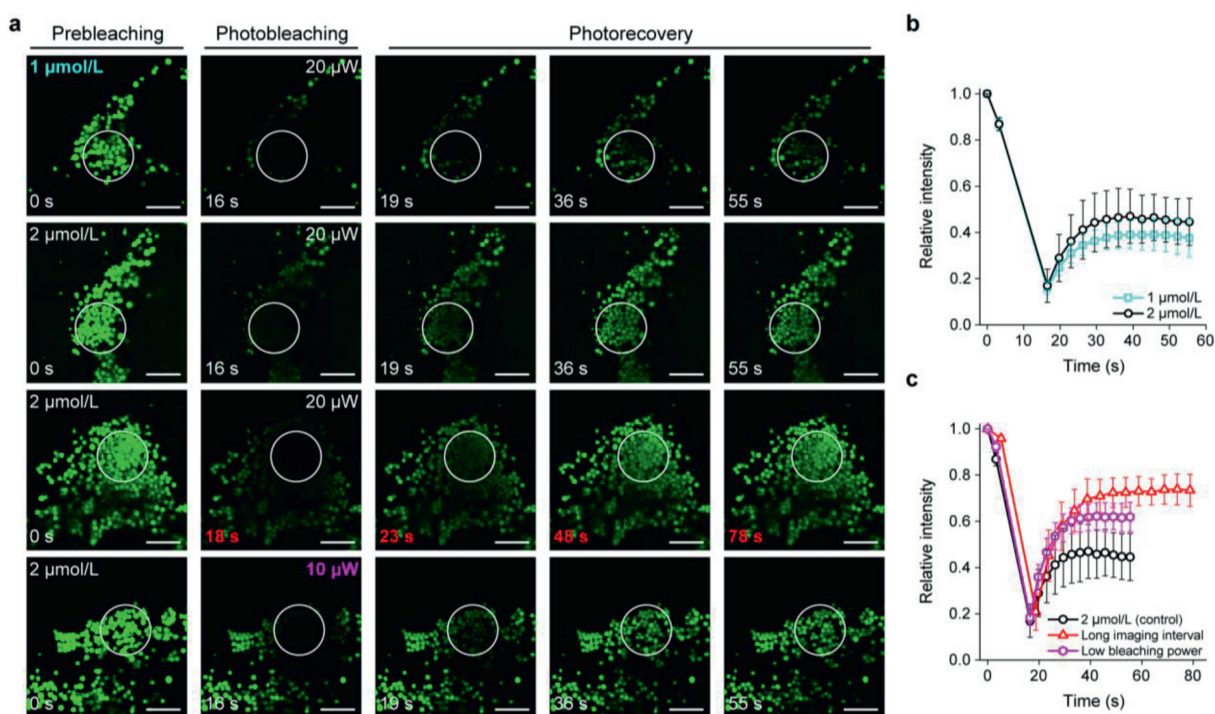 a
Prebleaching Photobleaching Photorecovery
1 µmol/L 20 µW
0 s 16 s 19 s 36 s 55 s
2 µmol/L 20 µW
0 s 16 s 19 s 36 s 55 s
2 µmol/L 20 µW
0 s 18 s 23 s 48 s 78 s
2 µmol/L 10 µW
0 s 16 s 19 s 36 s 55 s
b
Relative intensity
1.0
0.8
0.6
0.4
0.2
0.0
1 µmol/L
2 µmol/L
0 10 20 30 40 50 60
Time (s)
c
Relative intensity
1.0
0.8
0.6
0.4
0.2
0.0
2 µmol/L (control)
Long imaging interval
Low bleaching power
0 20 40 60 80
Time (s)